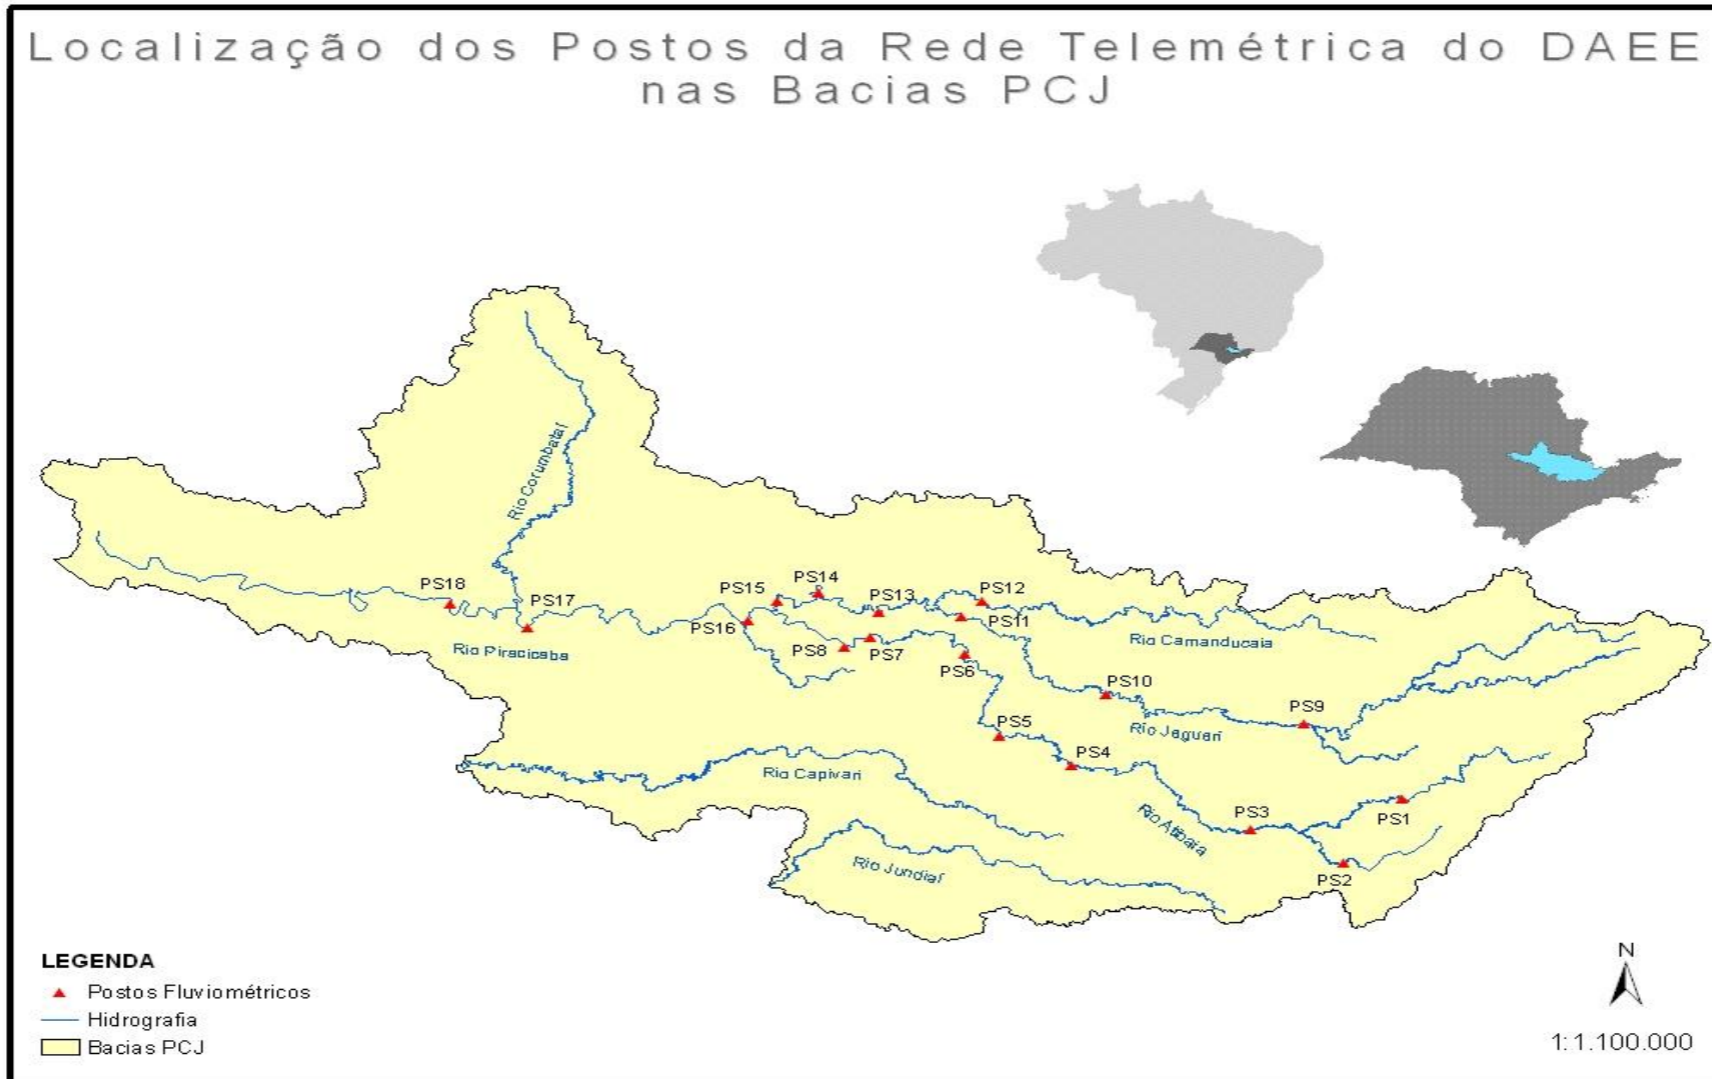 Localização dos Postos da Rede Telemétrica do DAEE
nas Bacias PCJ
Rio Corumbataí
PS18
PS17
PS15
PS14
PS13
PS12
PS16
PS11
Rio Piracicaba
PS8
PS7
PS6
Rio Camanducaia
PS10
PS9
Rio Jaguari
PS5
PS4
Rio Capivari
PS3
PS1
Rio Atibaia
Rio Jundiaí
PS2
LEGENDA
Postos Fluviométricos
Hidrografia
Bacias PCJ
N
1:1.100.000